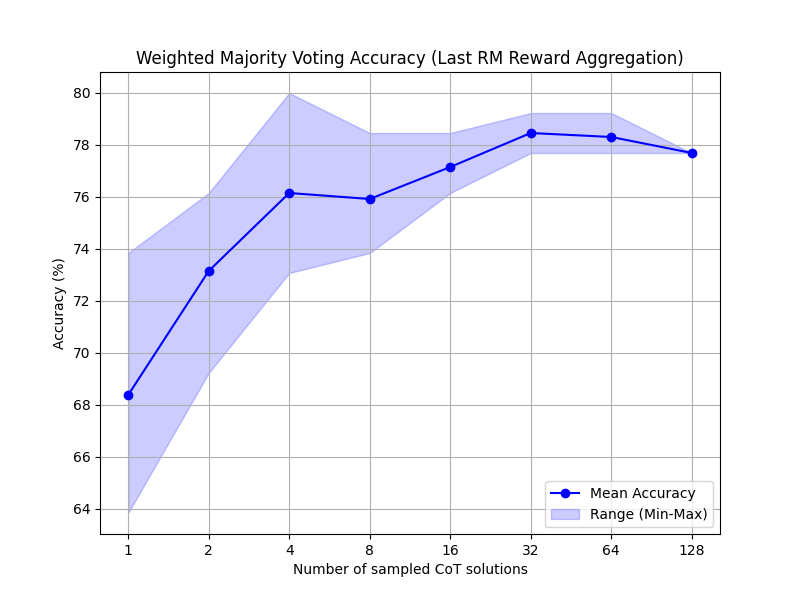 Weighted Majority Voting Accuracy (Last RM Reward Aggregation)
80
78
76
74
72
70
68
66
64
Accuracy (%)
Mean Accuracy
Range (Min-Max)
1 2 4 8 16 32 64 128
Number of sampled CoT solutions